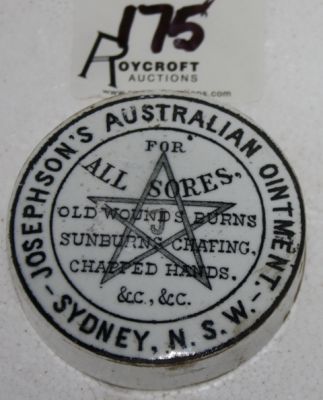 175
ROYCROFT
AUCTIONS
JOSEPHSON'S AUSTRALIAN OINTMENT.
FOR
ALL SORES,
OLD WOUNDS, BURNS
J
SUNBURNS, CHAFING,
CHAPPED HANDS.
&c., &c.
- SYDNEY, N.S.W. -